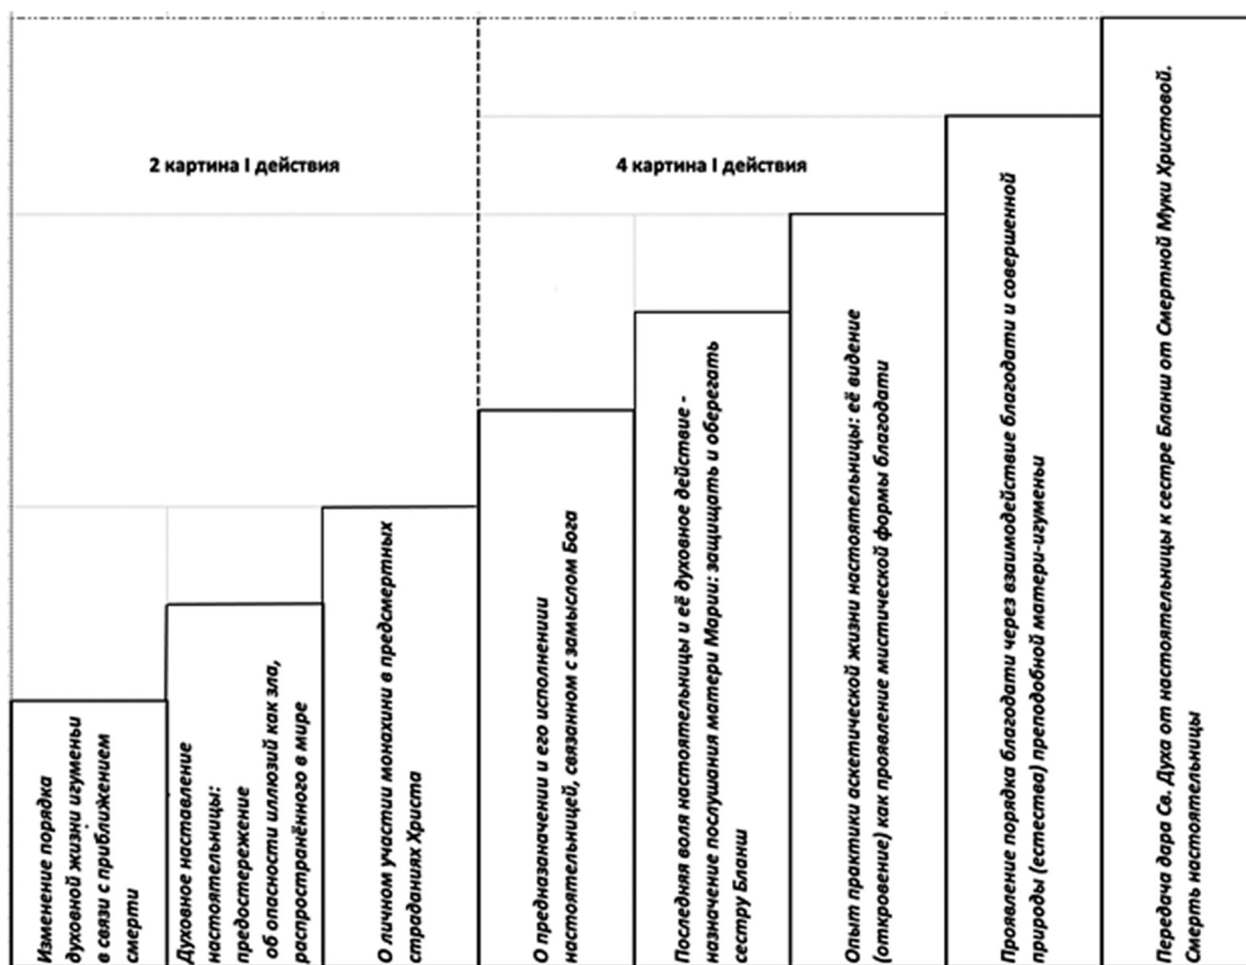 2 картина I действия
4 картина I действия
Изменение порядка
духовной жизни игуменьи
в связи с приближением
смерти
Духовное наставление
настоятельницы:
предостережение
об опасности иллюзий как зла,
распространённого в мире
О личном участии монахини в предсмертных
страданиях Христа
О предназаначении и его исполнениии
настоятельницей, связанном с замыслом Бога
Последняя воля настоятельницы и её духовное действие -
назначение послушания матери Марии: защищать и оберегать
сестру Бланш
Опыт практики аскетической жизни настоятельницы: её видение
(откровение) как проявление мистической формы благодати
Проявление порядка благодати через взаимодействие благодати и совершенной
природы (естества) преподобной матери-игуменьи
Передача дара Св. Духа от настоятельницы к сестре Бланш от Смертной Муки Христовой.
Смерть настоятельницы